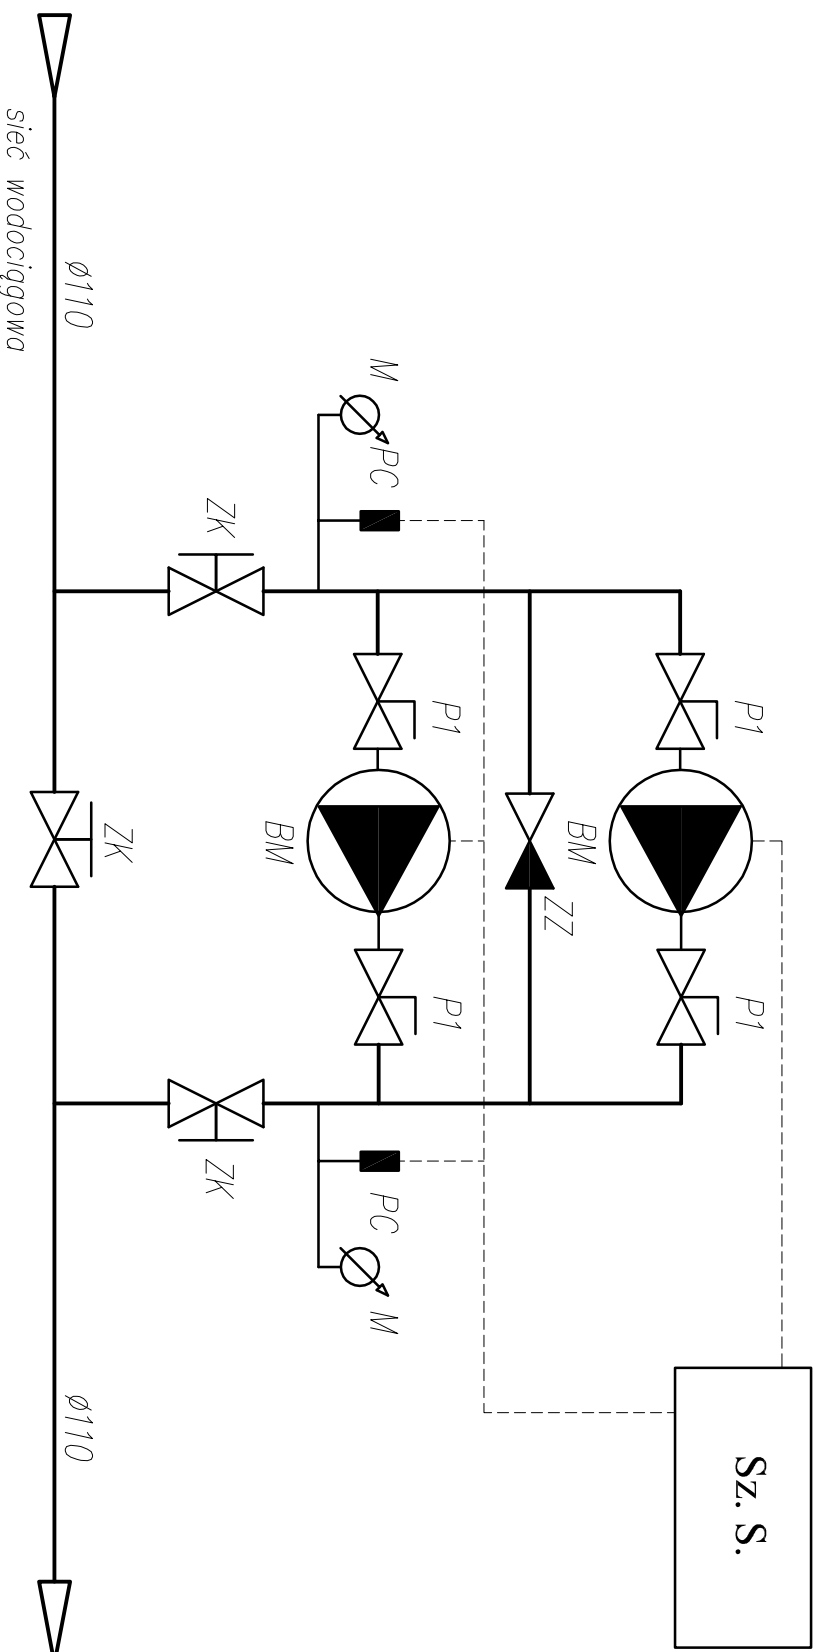 P1
P1
Sz. S.
BM
ZZ
P1
P1
M
PC
PC
M
BM
ZK
ZK
ZK
ø110
ø110
sieć wodociągowa